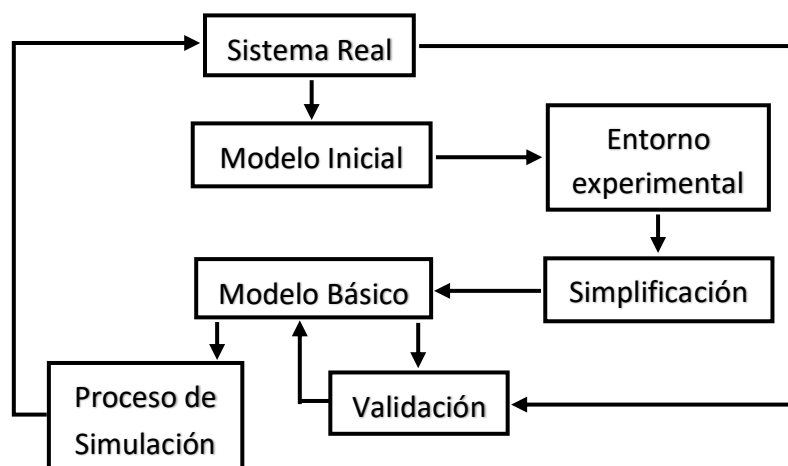 Sistema Real
Modelo Inicial
Entorno
experimental
Simplificación
Modelo Básico
Validación
Proceso de
Simulación